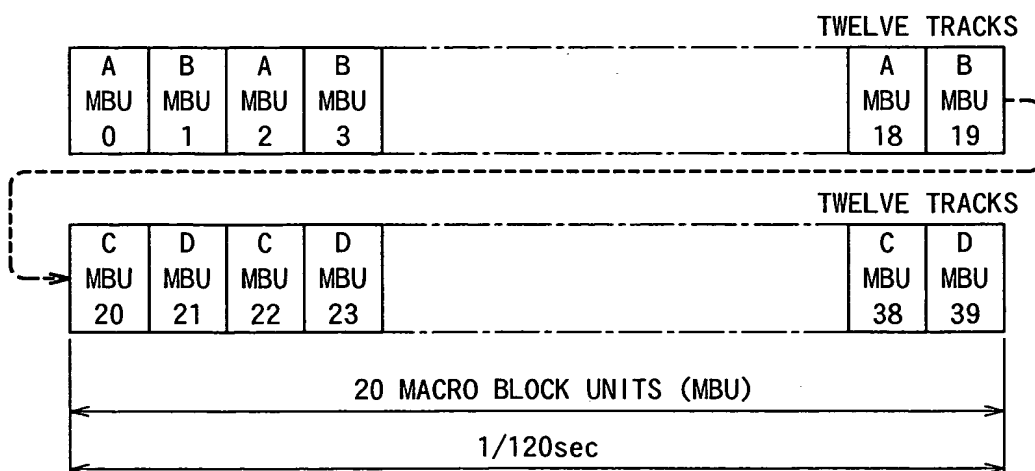 TWELVE TRACKS
A B A B A B
MBU MBU MBU MBU MBU MBU
0 1 2 3 18 19
TWELVE TRACKS
C D C D C D
MBU MBU MBU MBU MBU MBU
20 21 22 23 38 39
20 MACRO BLOCK UNITS (MBU)
1/120sec